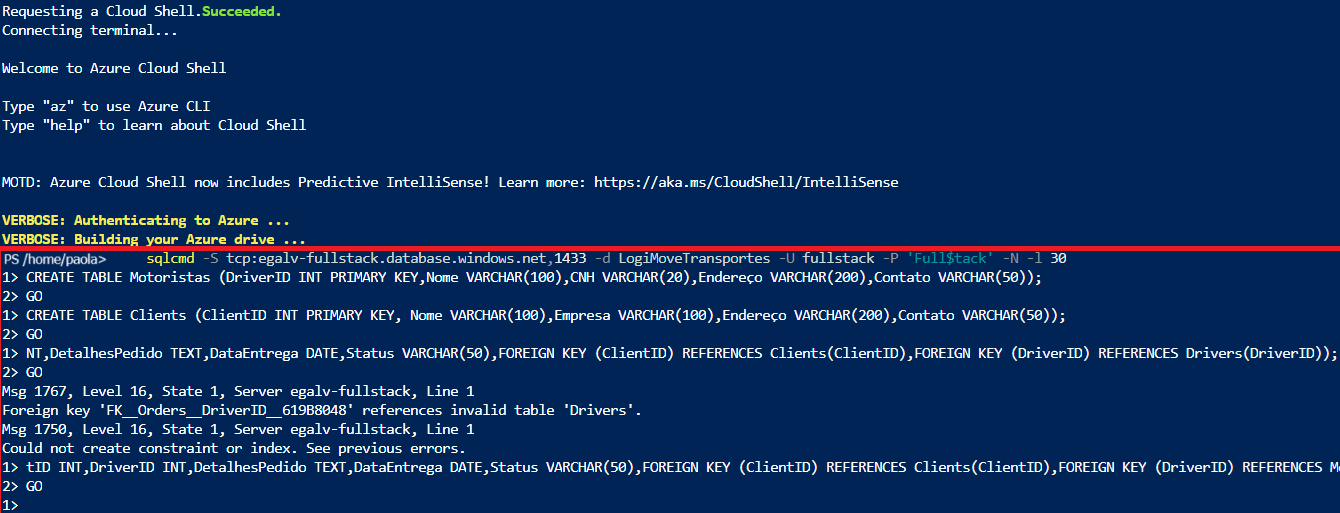 Requesting a Cloud Shell.Succeeded.
Connecting terminal...
Welcome to Azure Cloud Shell
Type "az" to use Azure CLI
Type "help" to learn about Cloud Shell
MOTD: Azure Cloud Shell now includes Predictive IntelliSense! Learn more: https://aka.ms/CloudShell/IntelliSense
VERBOSE: Authenticating to Azure ...
VERBOSE: Building your Azure drive ...
PS /home/paola> sqlcmd -S tcp:egalv-fullstack.database.windows.net,1433 -d LogiMoveTransportes -U fullstack -P 'Full$tack' -N -l 30
1> CREATE TABLE Motoristas (DriverID INT PRIMARY KEY,Nome VARCHAR(100),CNH VARCHAR(20),Endereço VARCHAR(200),Contato VARCHAR(50));
2> GO
1> CREATE TABLE Clients (ClientID INT PRIMARY KEY, Nome VARCHAR(100),Empresa VARCHAR(100),Endereço VARCHAR(200),Contato VARCHAR(50));
2> GO
1> NT,DetalhesPedido TEXT,DataEntrega DATE,Status VARCHAR(50),FOREIGN KEY (ClientID) REFERENCES Clients(ClientID),FOREIGN KEY (DriverID) REFERENCES Drivers(DriverID));
2> GO
Msg 1767, Level 16, State 1, Server egalv-fullstack, Line 1
Foreign key 'FK__Orders__DriverID__619B8048' references invalid table 'Drivers'.
Msg 1750, Level 16, State 1, Server egalv-fullstack, Line 1
Could not create constraint or index. See previous errors.
1> tID INT,DriverID INT,DetalhesPedido TEXT,DataEntrega DATE,Status VARCHAR(50),FOREIGN KEY (ClientID) REFERENCES Clients(ClientID),FOREIGN KEY (DriverID) REFERENCES M
2> GO
1>